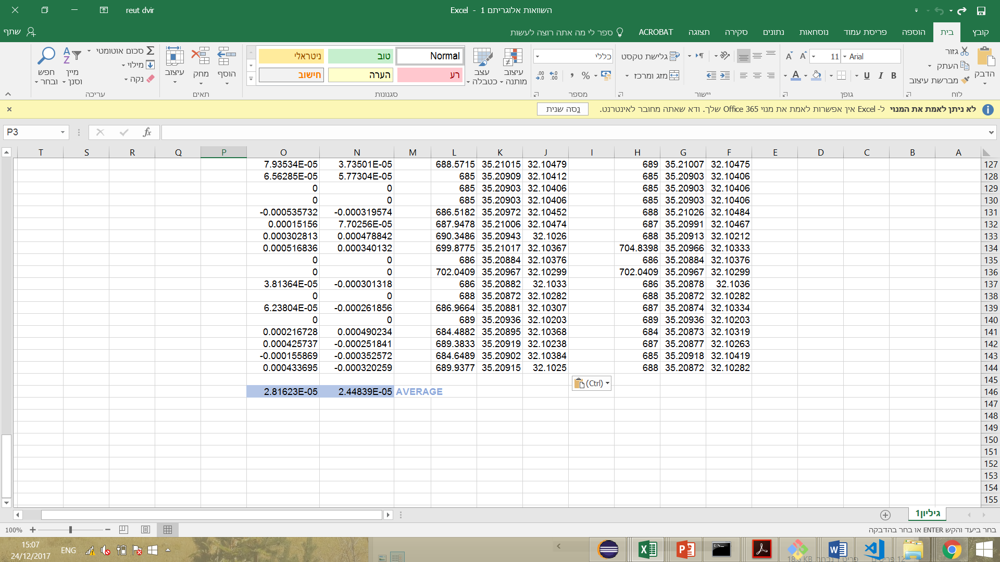 השוואות אלוגריתם 1 - Excel
reut dvir
קובץ בית הוספה פריסת עמוד נוסחאות נתונים סקירה תצוגה ACROBAT ספר לי מה אתה רוצה לעשות
שתף
הדבק
גזור
העתק
מברשת עיצוב
לוח
Arial 11
B I U
גופן
גלישת טקסט
מזג ומרכז
יישור
כללי
%
מספר
עיצוב מותנה
עצב כטבלה
Normal טוב ניטראלי
רע הערה חישוב
סגנונות
הוסף מחק עיצוב
תאים
סכום אוטומטי
מילוי
נקה
מיין וסנן
חפש ובחר
עריכה
לא ניתן לאמת את המנוי ל- Excel אין אפשרות לאמת את מנוי Office 365 שלך. ודא שאתה מחובר לאינטרנט. נסה שנית
P3
fx
T S R Q P O N M L K J I H G F E D C B A
7.93534E-05 3.73501E-05 688.5715 35.21015 32.10479 689 35.21007 32.10475 127
6.56285E-05 5.77304E-05 685 35.20909 32.10412 685 35.20903 32.10406 128
0 0 685 35.20903 32.10406 685 35.20903 32.10406 129
0 0 685 35.20903 32.10406 685 35.20903 32.10406 130
-0.000535732 -0.000319574 686.5182 35.20972 32.10452 688 35.21026 32.10484 131
0.00015156 7.70256E-05 687.9478 35.21006 32.10474 687 35.20991 32.10467 132
0.000302813 0.000478842 690.3486 35.20943 32.1026 688 35.20913 32.10212 133
0.000516836 0.000340132 699.8775 35.21017 32.10367 704.8398 35.20966 32.10333 134
0 0 686 35.20884 32.10376 686 35.20884 32.10376 135
0 0 702.0409 35.20967 32.10299 702.0409 35.20967 32.10299 136
3.81364E-05 -0.000301318 686 35.20882 32.1033 686 35.20878 32.1036 137
0 0 688 35.20872 32.10282 688 35.20872 32.10282 138
6.23804E-05 -0.000261856 686.9664 35.20881 32.10307 687 35.20874 32.10334 139
0 0 689 35.20936 32.10203 689 35.20936 32.10203 140
0.000216728 0.000490234 684.4882 35.20895 32.10368 684 35.20873 32.10319 141
0.000425737 -0.000251841 689.3833 35.20919 32.10238 687 35.20877 32.10263 142
-0.000155869 -0.000352572 684.6489 35.20902 32.10384 685 35.20918 32.10419 143
0.000433695 -0.000320259 689.9377 35.20915 32.1025 688 35.20872 32.10282 144
(Ctrl) 145
2.81623E-05 2.44839E-05 AVERAGE 146
147
148
149
150
151
152
153
154
155
גיליון1
בחר ביעד והקש ENTER או בחר בהדבקה
100%
15:07
24/12/2017
ENG